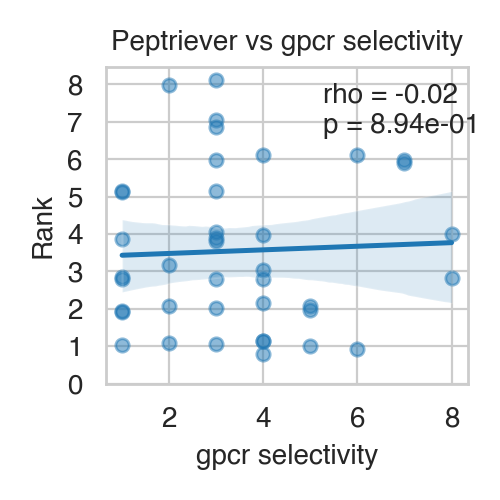 Peptriever vs gpcr selectivity
rho = -0.02
p = 8.94e-01
8
7
6
5
4
3
2
1
0
Rank
2 4 6 8
gpcr selectivity